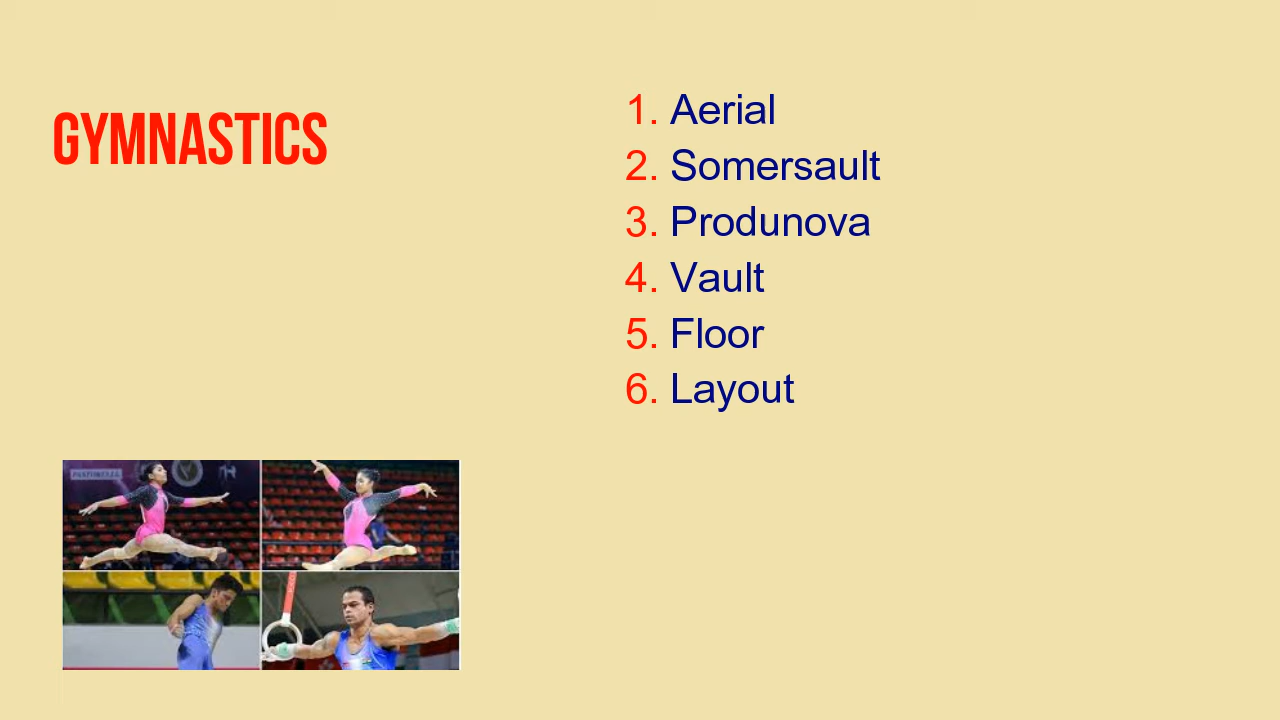 GYMNASTICS
1. Aerial
2. Somersault
3. Produnova
4. Vault
5. Floor
6. Layout